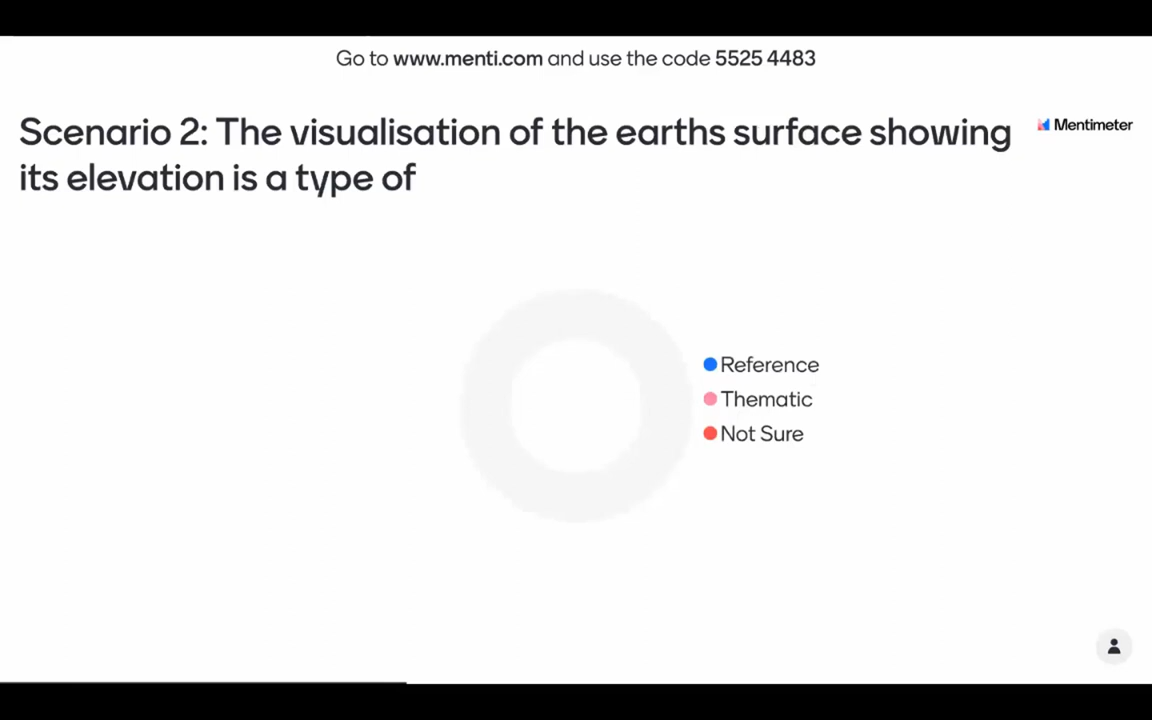 Go to www.menti.com and use the code 5525 4483
Scenario 2: The visualisation of the earths surface showing
its elevation is a type of
Mentimeter
Reference
Thematic
Not Sure